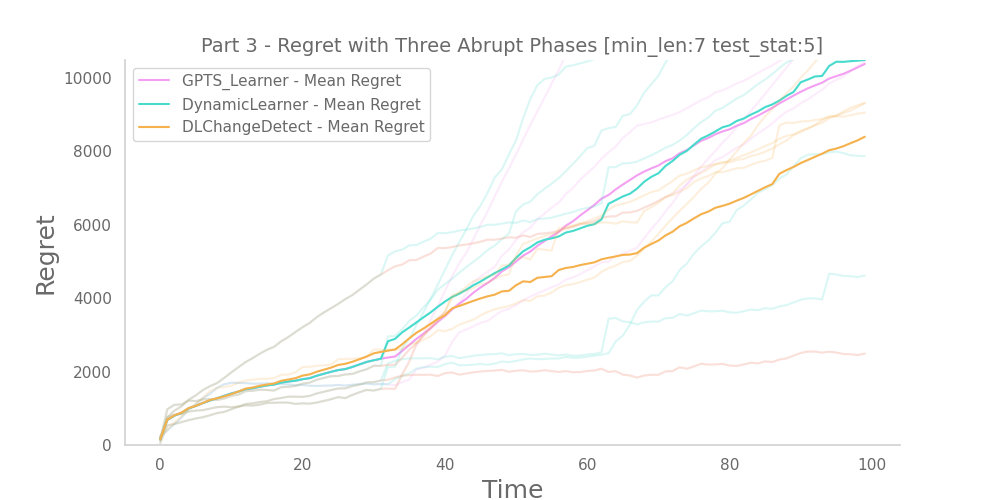 Part 3 - Regret with Three Abrupt Phases [min_len:7 test_stat:5]
GPTS_Learner - Mean Regret
DynamicLearner - Mean Regret
DLChangeDetect - Mean Regret
Regret
10000
8000
6000
4000
2000
0
0 20 40 60 80 100
Time